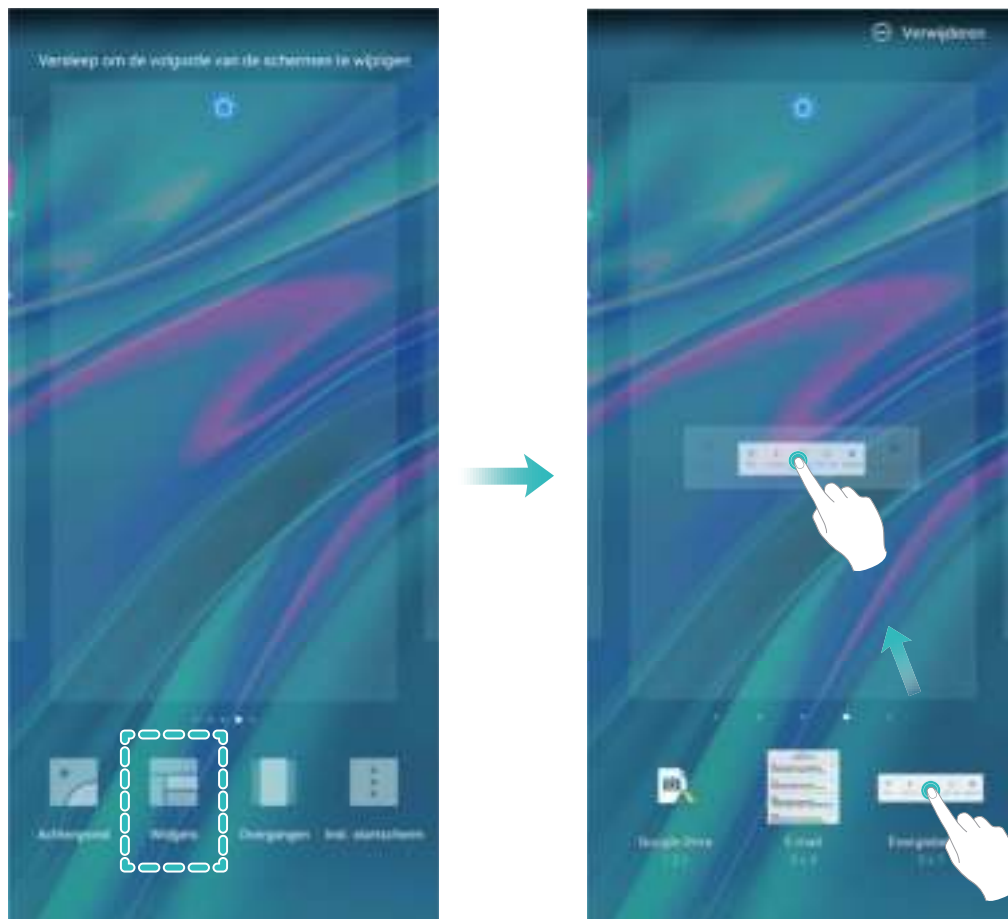 Versleep om de volgorde van de schermen te wijzigen
Achtergrond
Widgets
Overgangen
Inst. startscherm
Verwijderen
Google Drive
E-mail